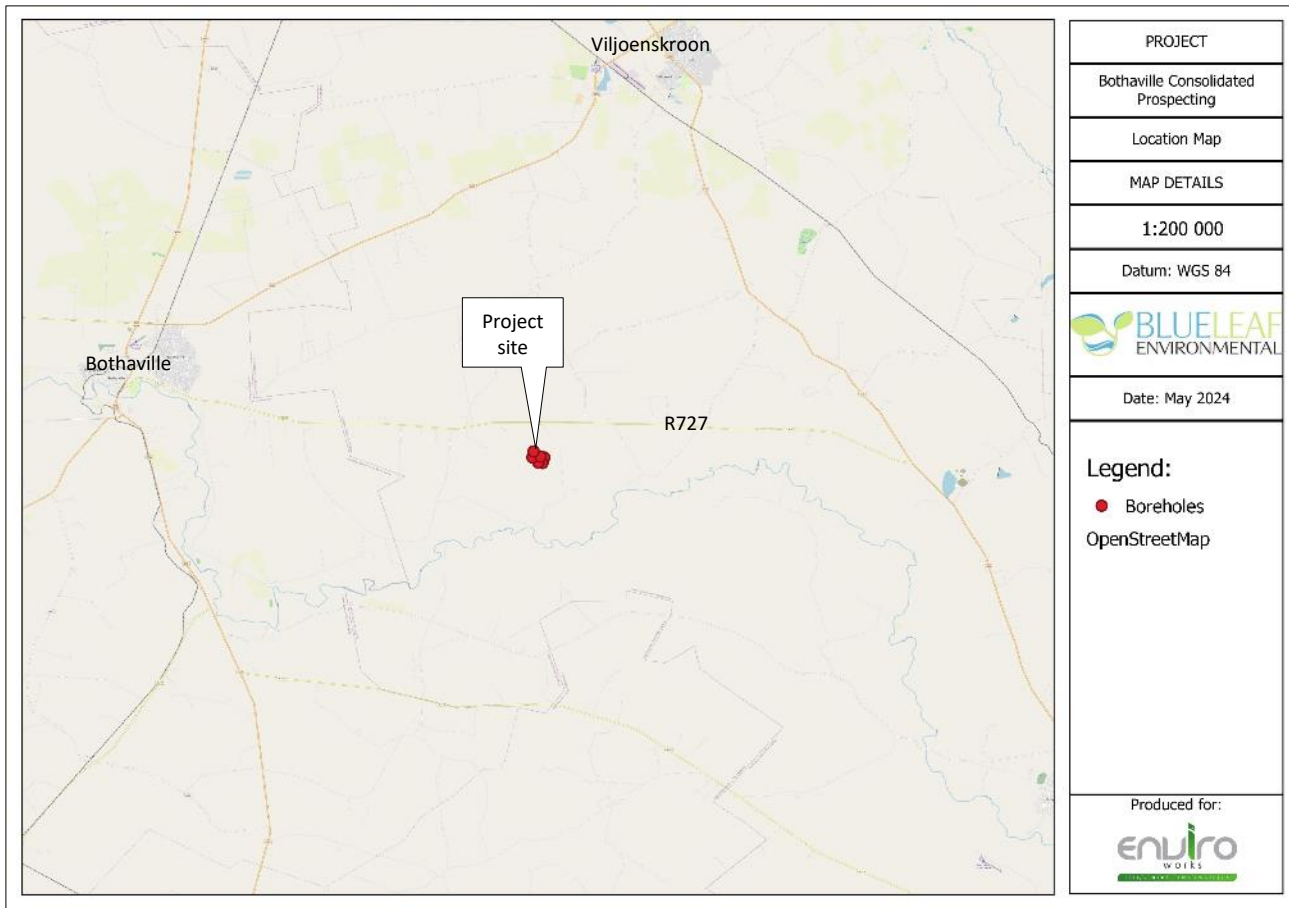 Viljoenskroon
Bothaville
Project
site
R727
PROJECT
Bothaville Consolidated
Prospecting
Location Map
MAP DETAILS
1:200 000
Datum: WGS 84
BLUELEAF
ENVIRONMENTAL
Date: May 2024
Legend:
Boreholes
OpenStreetMap
Produced for:
enviro
works